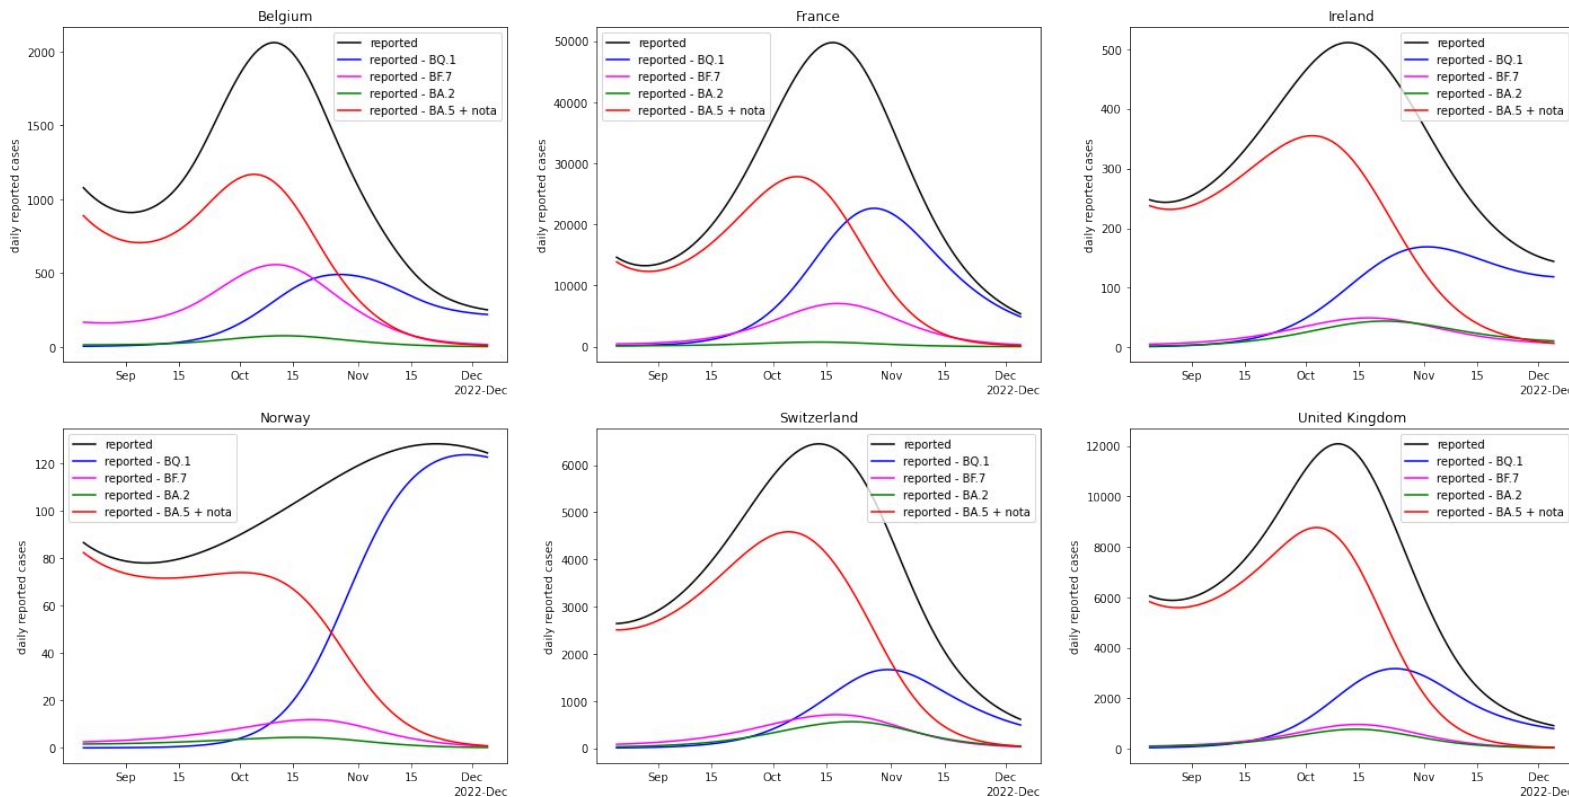 Belgium
daily reported cases
2000
1500
1000
500
0
reported
reported - BQ.1
reported - BF.7
reported - BA.2
reported - BA.5 + nota
Sep 15 Oct 15 Nov 15 Dec
2022-Dec
France
daily reported cases
50000
40000
30000
20000
10000
0
reported
reported - BQ.1
reported - BF.7
reported - BA.2
reported - BA.5 + nota
Sep 15 Oct 15 Nov 15 Dec
2022-Dec
Ireland
daily reported cases
500
400
300
200
100
0
reported
reported - BQ.1
reported - BF.7
reported - BA.2
reported - BA.5 + nota
Sep 15 Oct 15 Nov 15 Dec
2022-Dec
Norway
daily reported cases
120
100
80
60
40
20
0
reported
reported - BQ.1
reported - BF.7
reported - BA.2
reported - BA.5 + nota
Sep 15 Oct 15 Nov 15 Dec
2022-Dec
Switzerland
daily reported cases
6000
5000
4000
3000
2000
1000
0
reported
reported - BQ.1
reported - BF.7
reported - BA.2
reported - BA.5 + nota
Sep 15 Oct 15 Nov 15 Dec
2022-Dec
United Kingdom
daily reported cases
12000
10000
8000
6000
4000
2000
0
reported
reported - BQ.1
reported - BF.7
reported - BA.2
reported - BA.5 + nota
Sep 15 Oct 15 Nov 15 Dec
2022-Dec